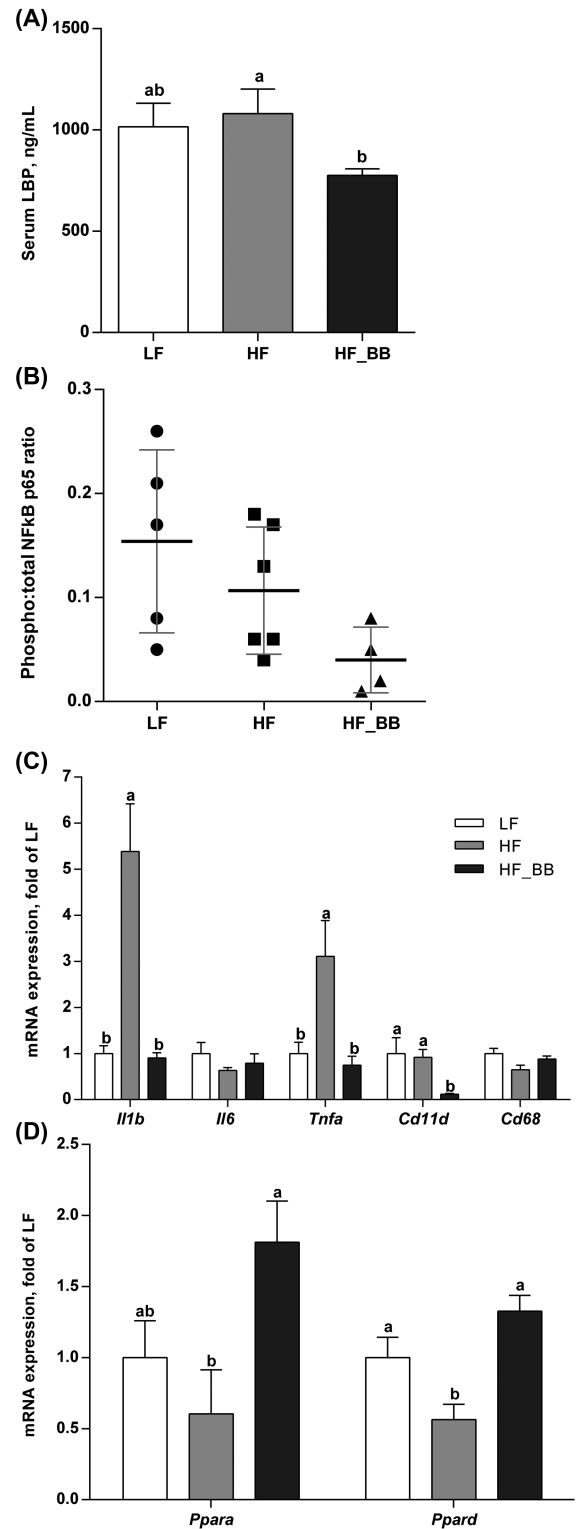 (A)
Serum LBP, ng/mL
1500
1000
500
0
ab
a
b
LF HF HF_BB
(B)
Phospho:total NFkB p65 ratio
0.3
0.2
0.1
0.0
LF HF HF_BB
(C)
mRNA expression, fold of LF
7
6
5
4
3
2
1
0
LF
HF
HF_BB
b a b
b a b
a a b
Il1b Il6 Tnfa Cd11d Cd68
(D)
mRNA expression, fold of LF
2.5
2.0
1.5
1.0
0.5
0.0
ab b a
a b a
Ppara Ppard